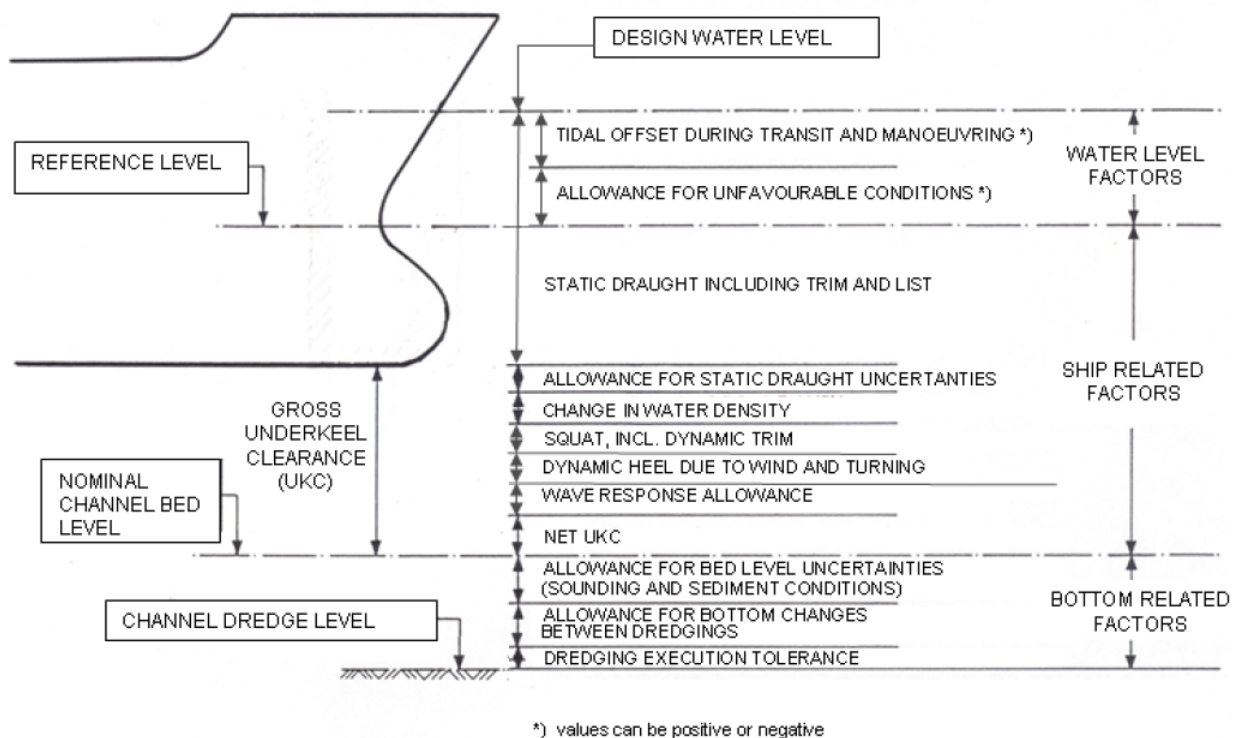 DESIGN WATER LEVEL
TIDAL OFFSET DURING TRANSIT AND MANOEUVRING *)
REFERENCE LEVEL
WATER LEVEL
FACTORS
ALLOWANCE FOR UNFAVOURABLE CONDITIONS *)
STATIC DRAUGHT INCLUDING TRIM AND LIST
SHIP RELATED
FACTORS
ALLOWANCE FOR STATIC DRAUGHT UNCERTANTIES
GROSS
UNDERKEEL
CLEARANCE
(UKC)
CHANGE IN WATER DENSITY
SQUAT, INCL. DYNAMIC TRIM
DYNAMIC HEEL DUE TO WIND AND TURNING
NOMINAL
CHANNEL BED
LEVEL
WAVE RESPONSE ALLOWANCE
NET UKC
ALLOWANCE FOR BED LEVEL UNCERTAINTIES
(SOUNDING AND SEDIMENT CONDITIONS)
BOTTOM RELATED
FACTORS
CHANNEL DREDGE LEVEL
ALLOWANCE FOR BOTTOM CHANGES
BETWEEN DREDGINGS
DREDGING EXECUTION TOLERANCE
*) values can be positive or negative